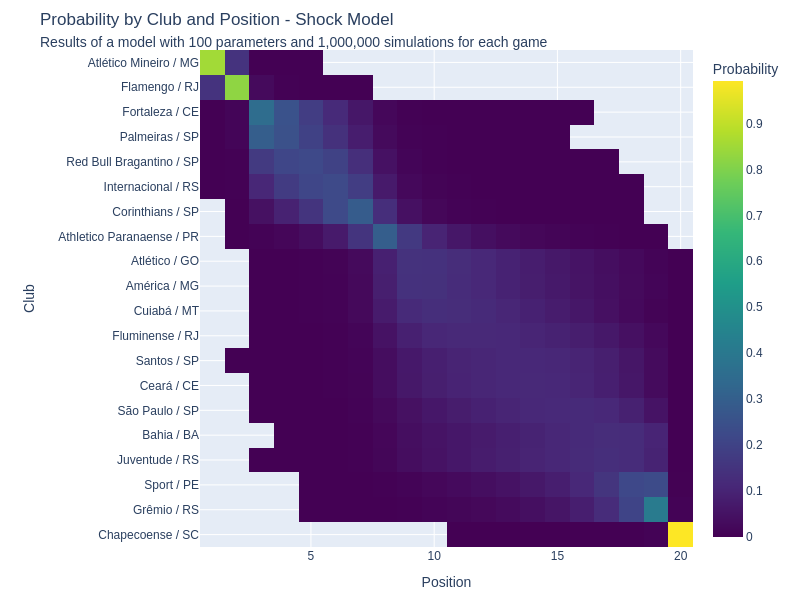 Probability by Club and Position - Shock Model
Results of a model with 100 parameters and 1,000,000 simulations for each game
Probability
Atlético Mineiro / MG
Flamengo / RJ
Fortaleza / CE
Palmeiras / SP
Red Bull Bragantino / SP
Internacional / RS
Corinthians / SP
Athletico Paranaense / PR
Atlético / GO
América / MG
Cuiabá / MT
Fluminense / RJ
Santos / SP
Ceará / CE
São Paulo / SP
Bahia / BA
Juventude / RS
Sport / PE
Grêmio / RS
Chapecoense / SC
Club
5
10
15
20
Position
0.9
0.8
0.7
0.6
0.5
0.4
0.3
0.2
0.1
0